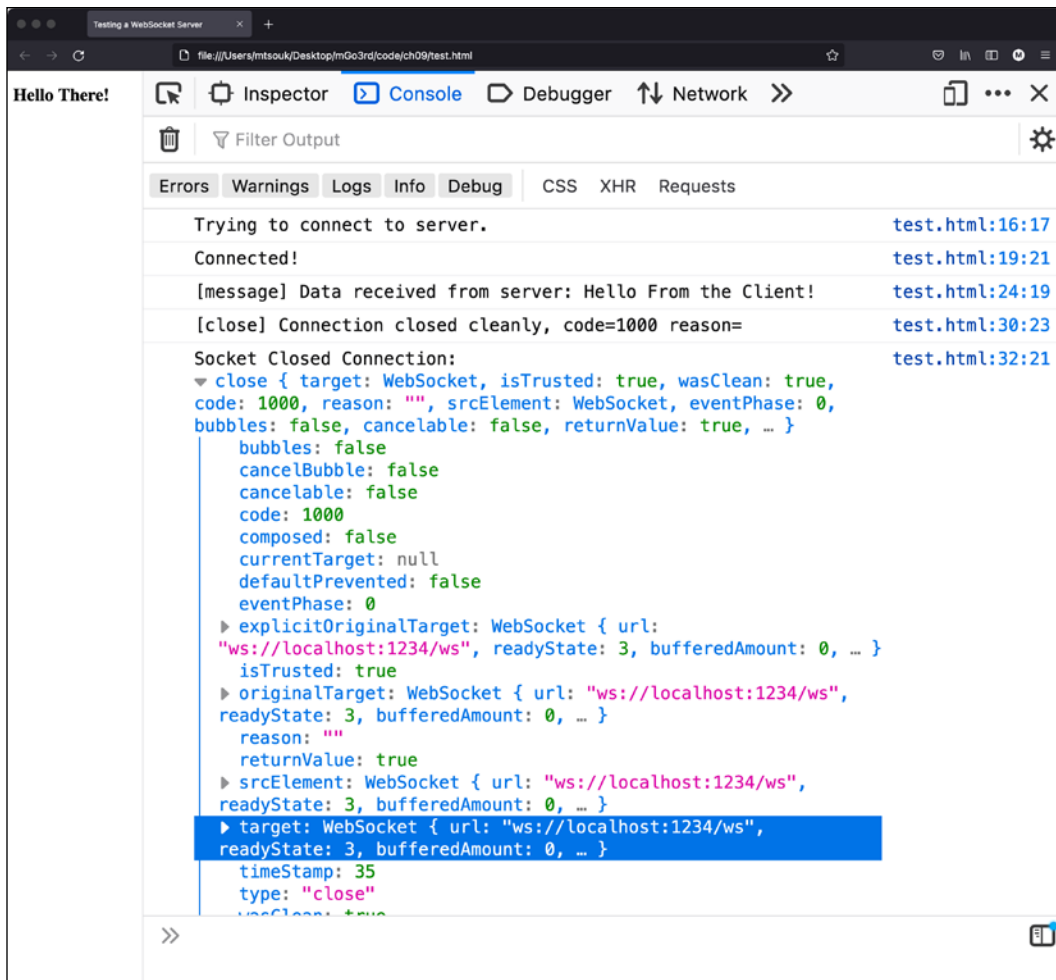 Testing a WebSocket Server
file:///Users/mtsouk/Desktop/mGo3rd/code/ch09/test.html
M
Hello There!
Inspector
Console
Debugger
Network
Filter Output
Errors Warnings Logs Info Debug CSS XHR Requests
Trying to connect to server. test.html:16:17
Connected! test.html:19:21
[message] Data received from server: Hello From the Client! test.html:24:19
[close] Connection closed cleanly, code=1000 reason= test.html:30:23
Socket Closed Connection: test.html:32:21
close { target: WebSocket, isTrusted: true, wasClean: true,
code: 1000, reason: "", srcElement: WebSocket, eventPhase: 0,
bubbles: false, cancelable: false, returnValue: true, … }
bubbles: false
cancelBubble: false
cancelable: false
code: 1000
composed: false
currentTarget: null
defaultPrevented: false
eventPhase: 0
explicitOriginalTarget: WebSocket { url:
"ws://localhost:1234/ws", readyState: 3, bufferedAmount: 0, … }
isTrusted: true
originalTarget: WebSocket { url: "ws://localhost:1234/ws",
readyState: 3, bufferedAmount: 0, … }
reason: ""
returnValue: true
srcElement: WebSocket { url: "ws://localhost:1234/ws",
readyState: 3, bufferedAmount: 0, … }
target: WebSocket { url: "ws://localhost:1234/ws",
readyState: 3, bufferedAmount: 0, … }
timeStamp: 35
type: "close"
wasClean: true